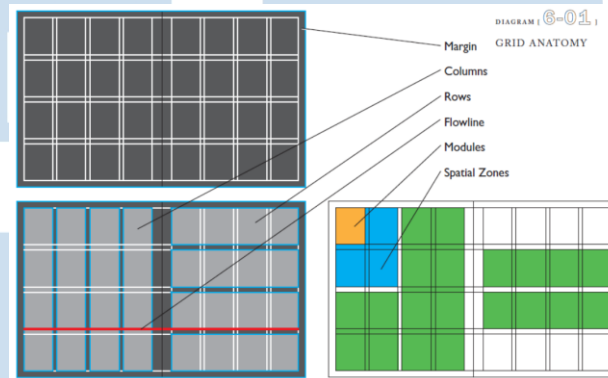 DIAGRAM [ 6-01 ]
GRID ANATOMY
Margin
Columns
Rows
Flowline
Modules
Spatial Zones